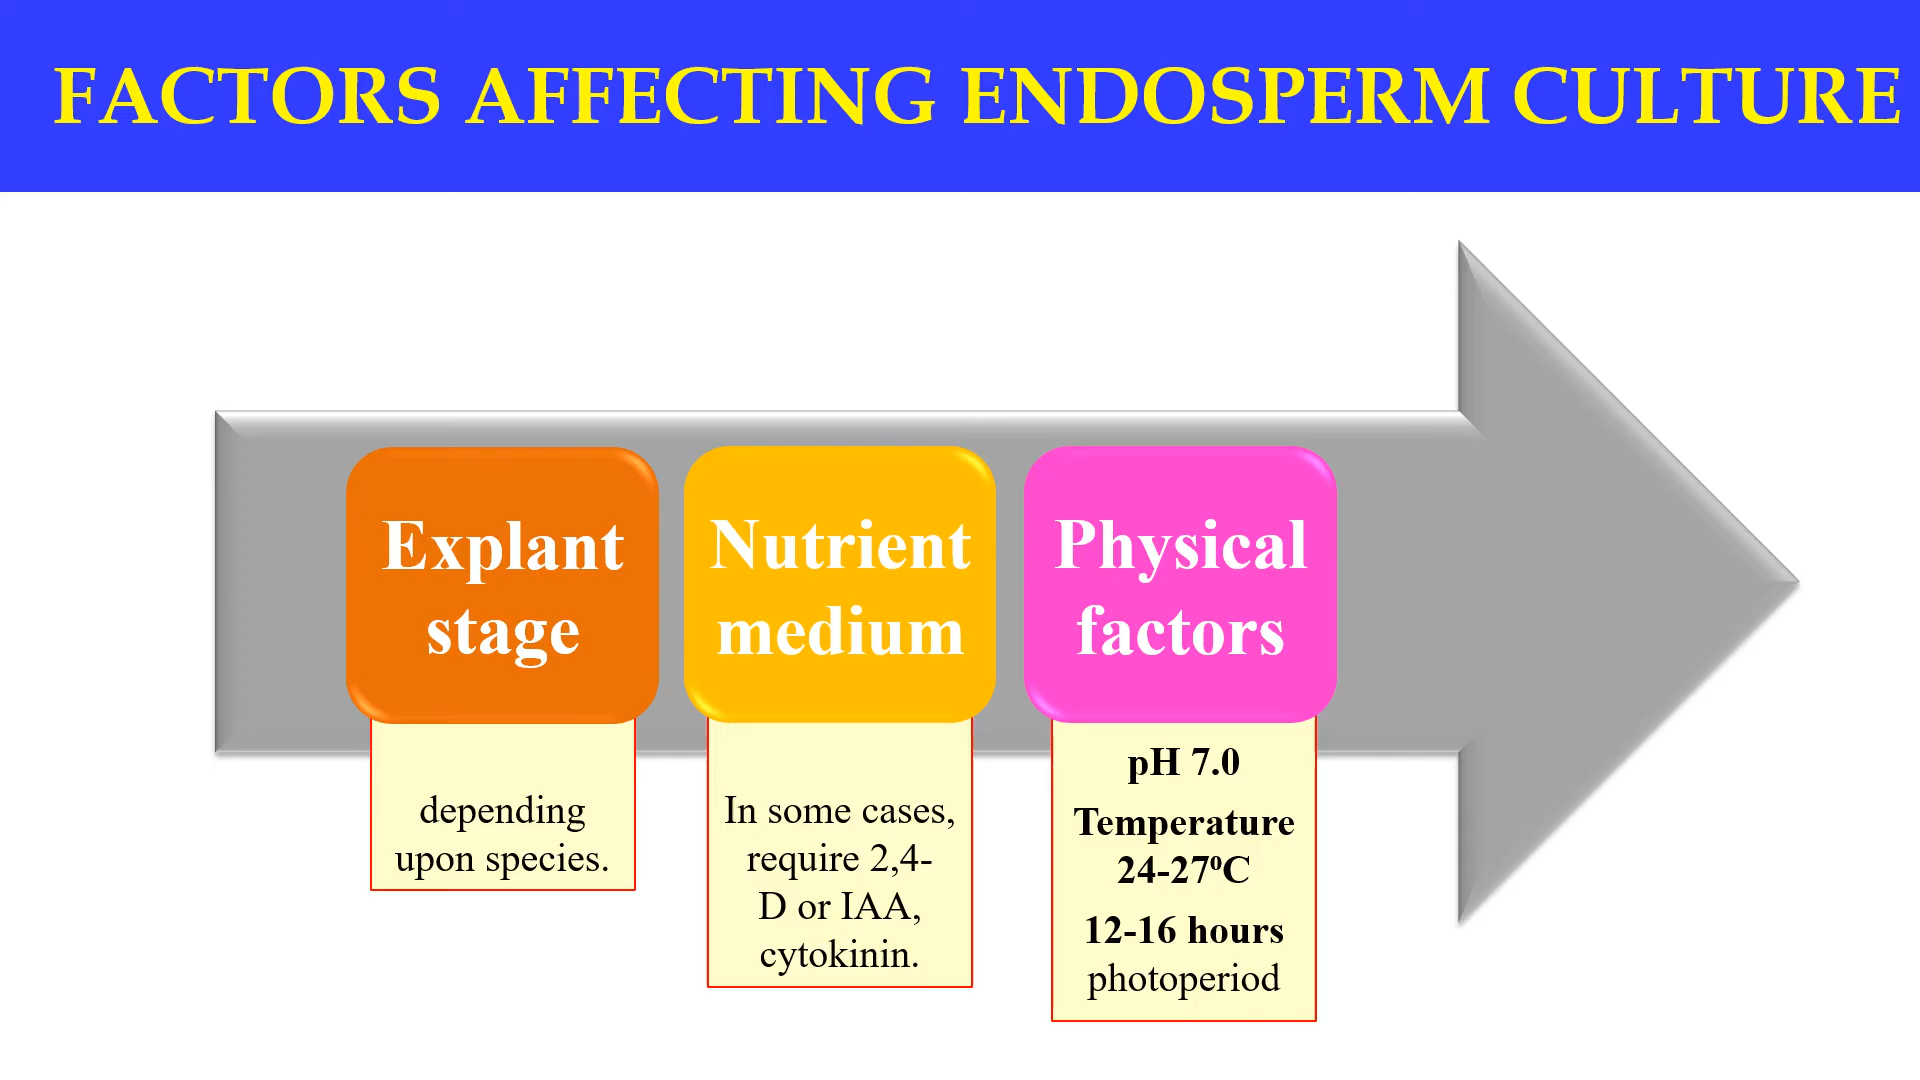 FACTORS AFFECTING ENDOSPERM CULTURE
Explant
stage
depending
upon species.
Nutrient
medium
In some cases,
require 2,4-
D or IAA,
cytokinin.
Physical
factors
pH 7.0
Temperature
24-27⁰C
12-16 hours
photoperiod